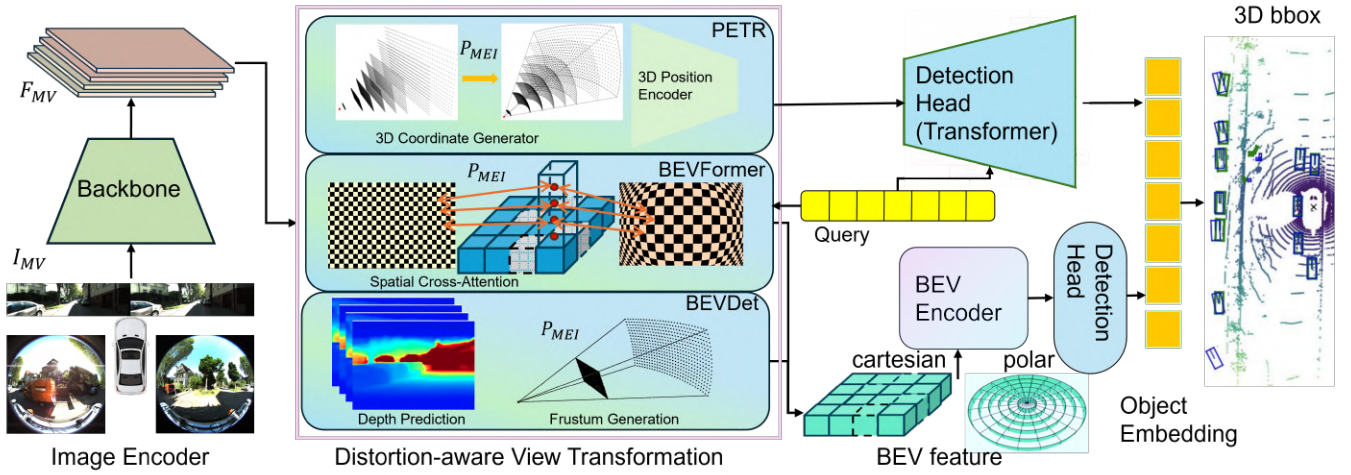 F_MV
Backbone
I_MV
Image Encoder
PETR
P_MEI
3D Position
Encoder
3D Coordinate Generator
BEVFormer
P_MEI
Spatial Cross-Attention
BEVDet
P_MEI
Depth Prediction
Frustum Generation
Distortion-aware View Transformation
Detection
Head
(Transformer)
Query
BEV
Encoder
Detection
Head
cartesian
polar
BEV feature
Object
Embedding
3D bbox